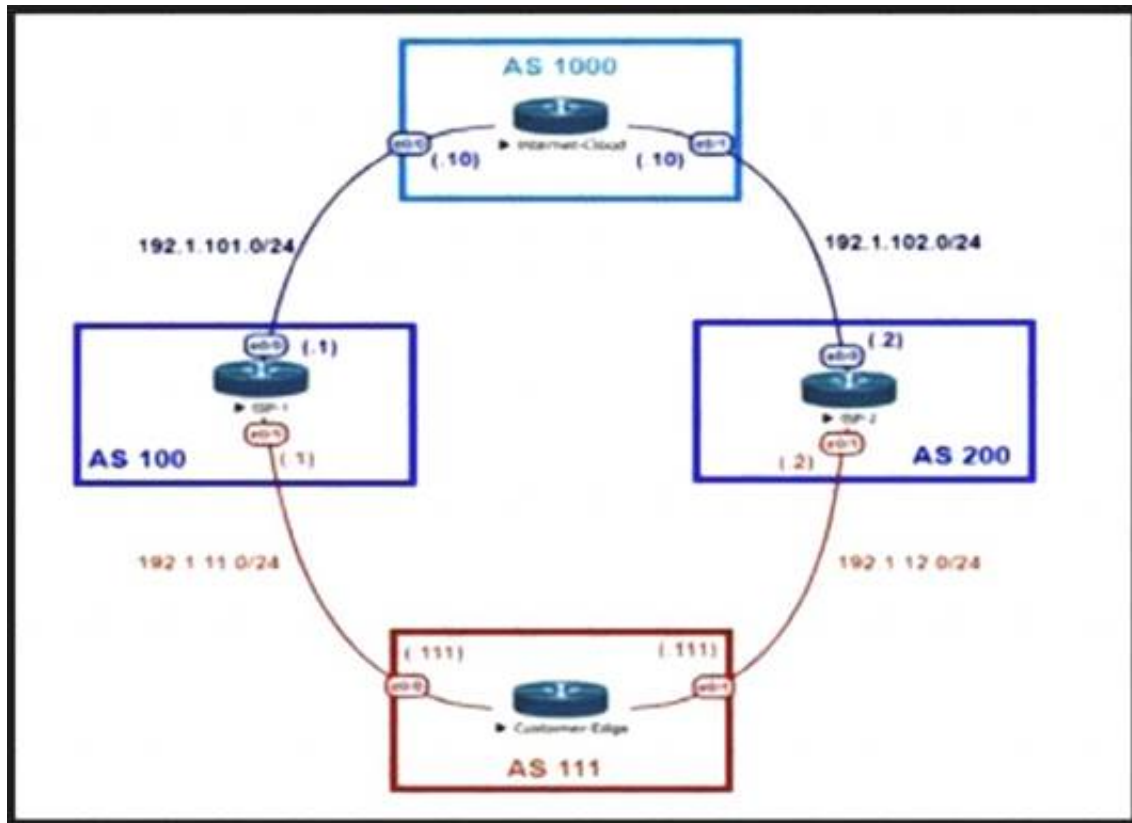 AS 1000
e0/0
▶ Internet-Cloud
e0/1
(.10)
(.10)
192.1.101.0/24
192.1.102.0/24
e0/0
(.1)
(.2)
e0/0
▶ ISP-1
▶ ISP-2
e0/1
e0/1
AS 100
(.1)
(.2)
AS 200
192 1 11 0/24
192 1 12 0/24
(.111)
(.111)
e0/0
e0/1
▶ Customer-Edge
AS 111